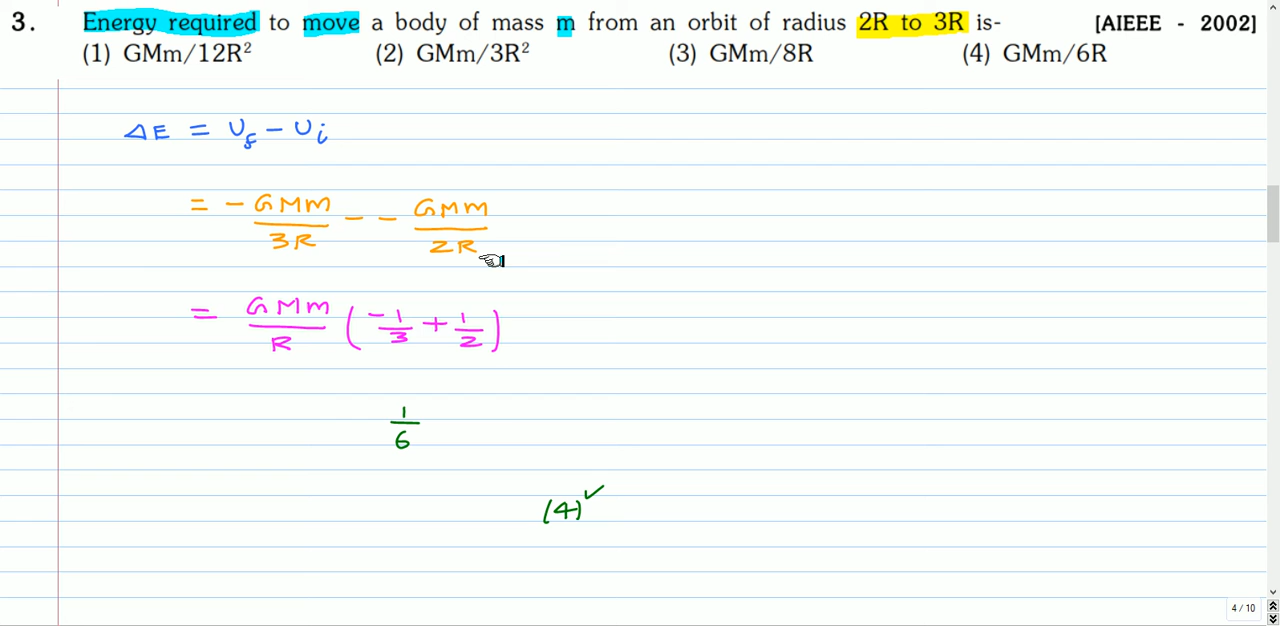 3. Energy required to move a body of mass m from an orbit of radius 2R to 3R is- [AIEEE - 2002]
(1) GMm/12R² (2) GMm/3R² (3) GMm/8R (4) GMm/6R
ΔE = Uf - Ui
= - GMm/3R - - GMm/2R
= GMm/R (-1/3 + 1/2)
1/6
(4) ✓
4 / 10